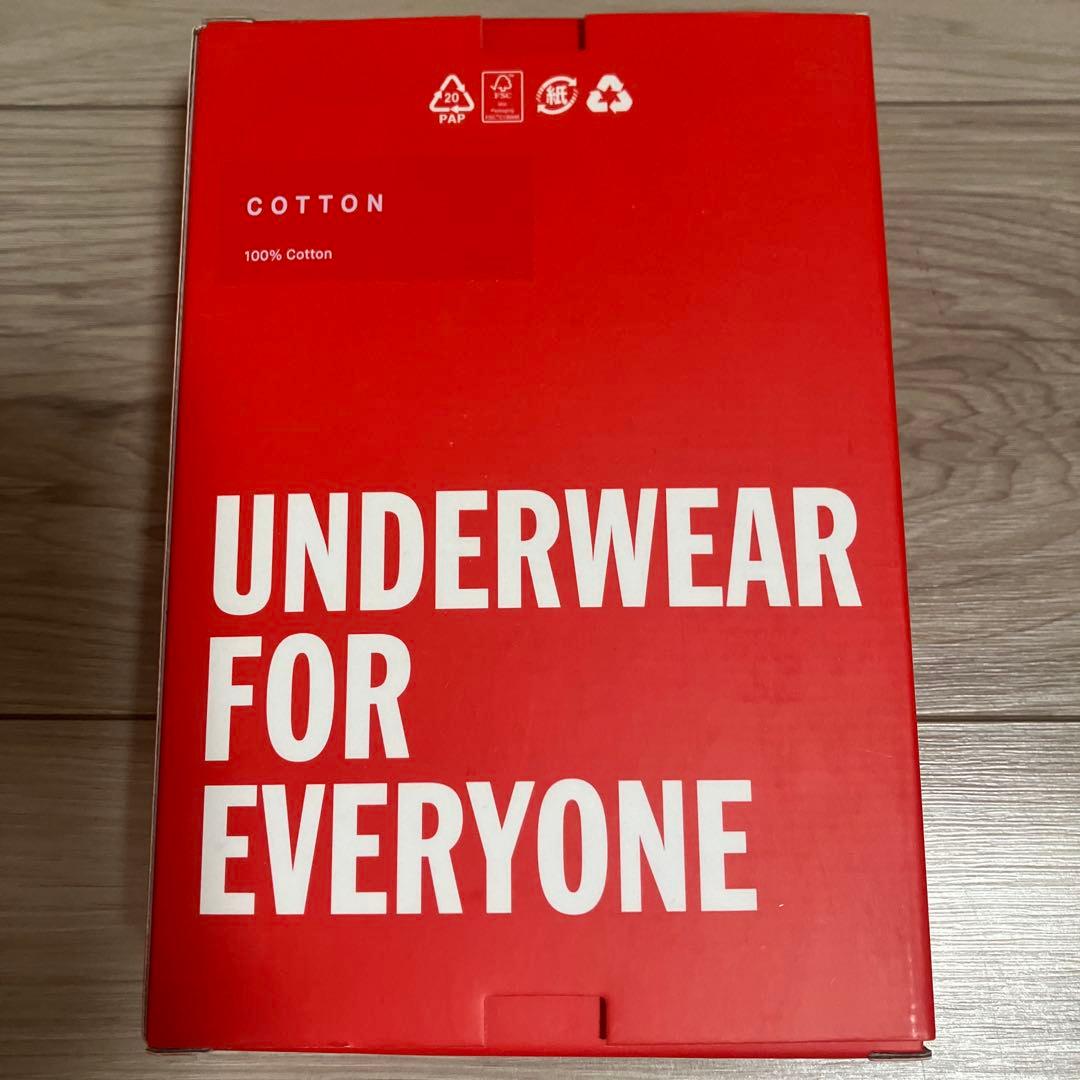 20
PAP
FSC
紙
COTTON
100% Cotton
UNDERWEAR
FOR
EVERYONE